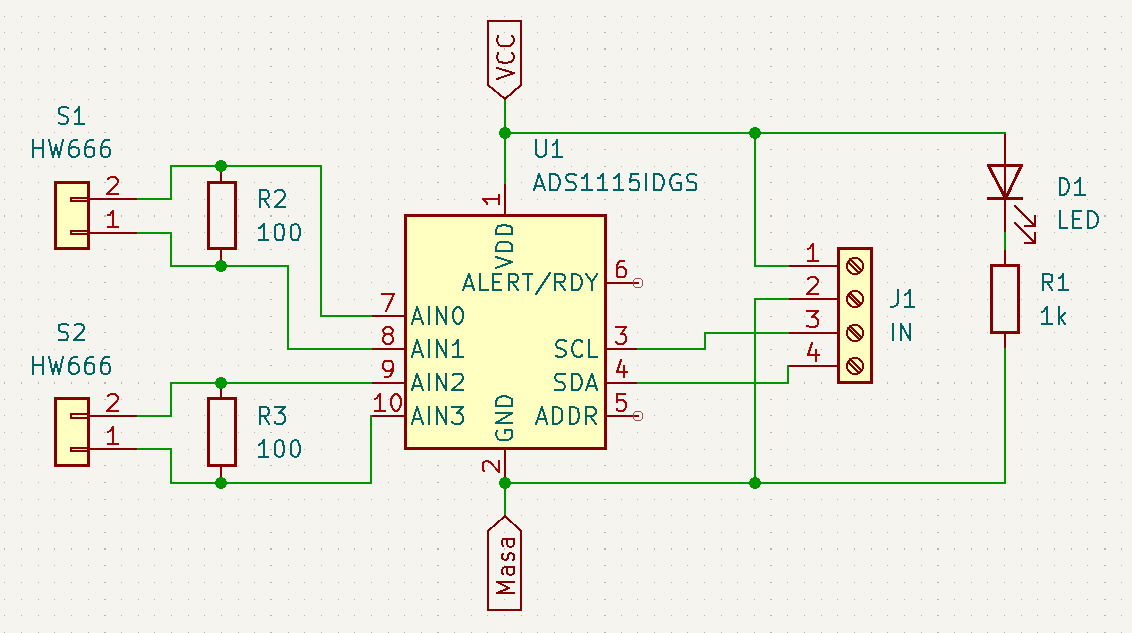 VCC
S1
HW666
2
1
R2
100
S2
HW666
2
1
R3
100
U1
ADS1115IDGS
1
VDD
ALERT/RDY
6
7
AIN0
8
AIN1
9
AIN2
10
AIN3
SCL
3
SDA
4
ADDR
5
GND
2
Masa
1
2
3
4
J1
IN
D1
LED
R1
1k